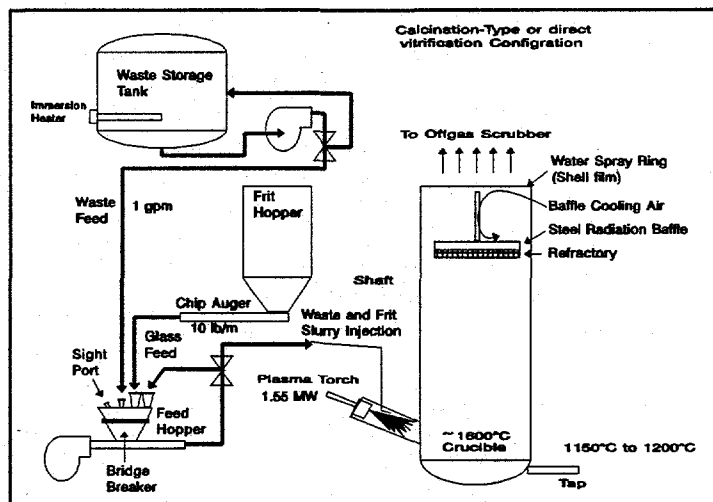 Calcination-Type or direct
vitrification Configration
Waste Storage
Tank
Immersion
Heater
To Offgas Scrubber
Water Spray Ring
(Shell film)
Baffle Cooling Air
Steel Radiation Baffle
Refractory
Waste
Feed
1 gpm
Frit
Hopper
Shaft
Chip Auger
10 lb/m
Waste and Frit
Slurry Injection
Glass
Feed
Sight
Port
Plasma Torch
1.55 MW
Feed
Hopper
~1600°C
Crucible
1150°C to 1200°C
Bridge
Breaker
Tap